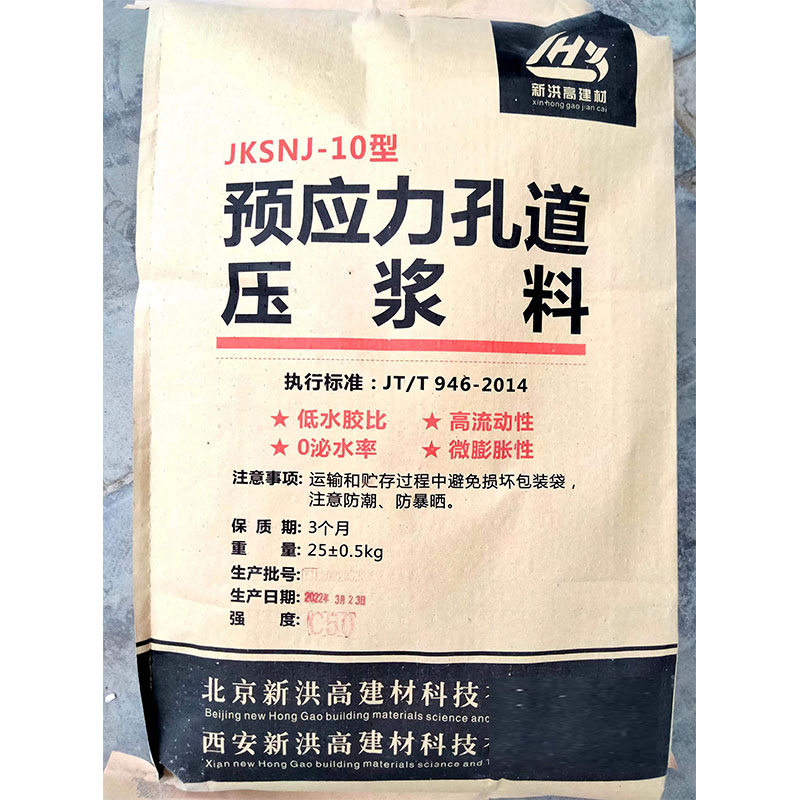 新洪高建材
xin hong gao jian cai
JKSNJ-10型
预应力孔道
压浆料
执行标准：JT/T 946-2014
★ 低水胶比 ★ 高流动性
★ 0泌水率 ★ 微膨胀性
注意事项: 运输和贮存过程中避免损坏包装袋，
注意防潮、防暴晒。
保质期: 3个月
重量: 25±0.5kg
生产批号:
生产日期: 2022年 3月23日
强度: C50
北京新洪高建材科技
Beijing new Hong Gao building materials science and
西安新洪高建材科技
Xian new Hong Gao building materials science and T